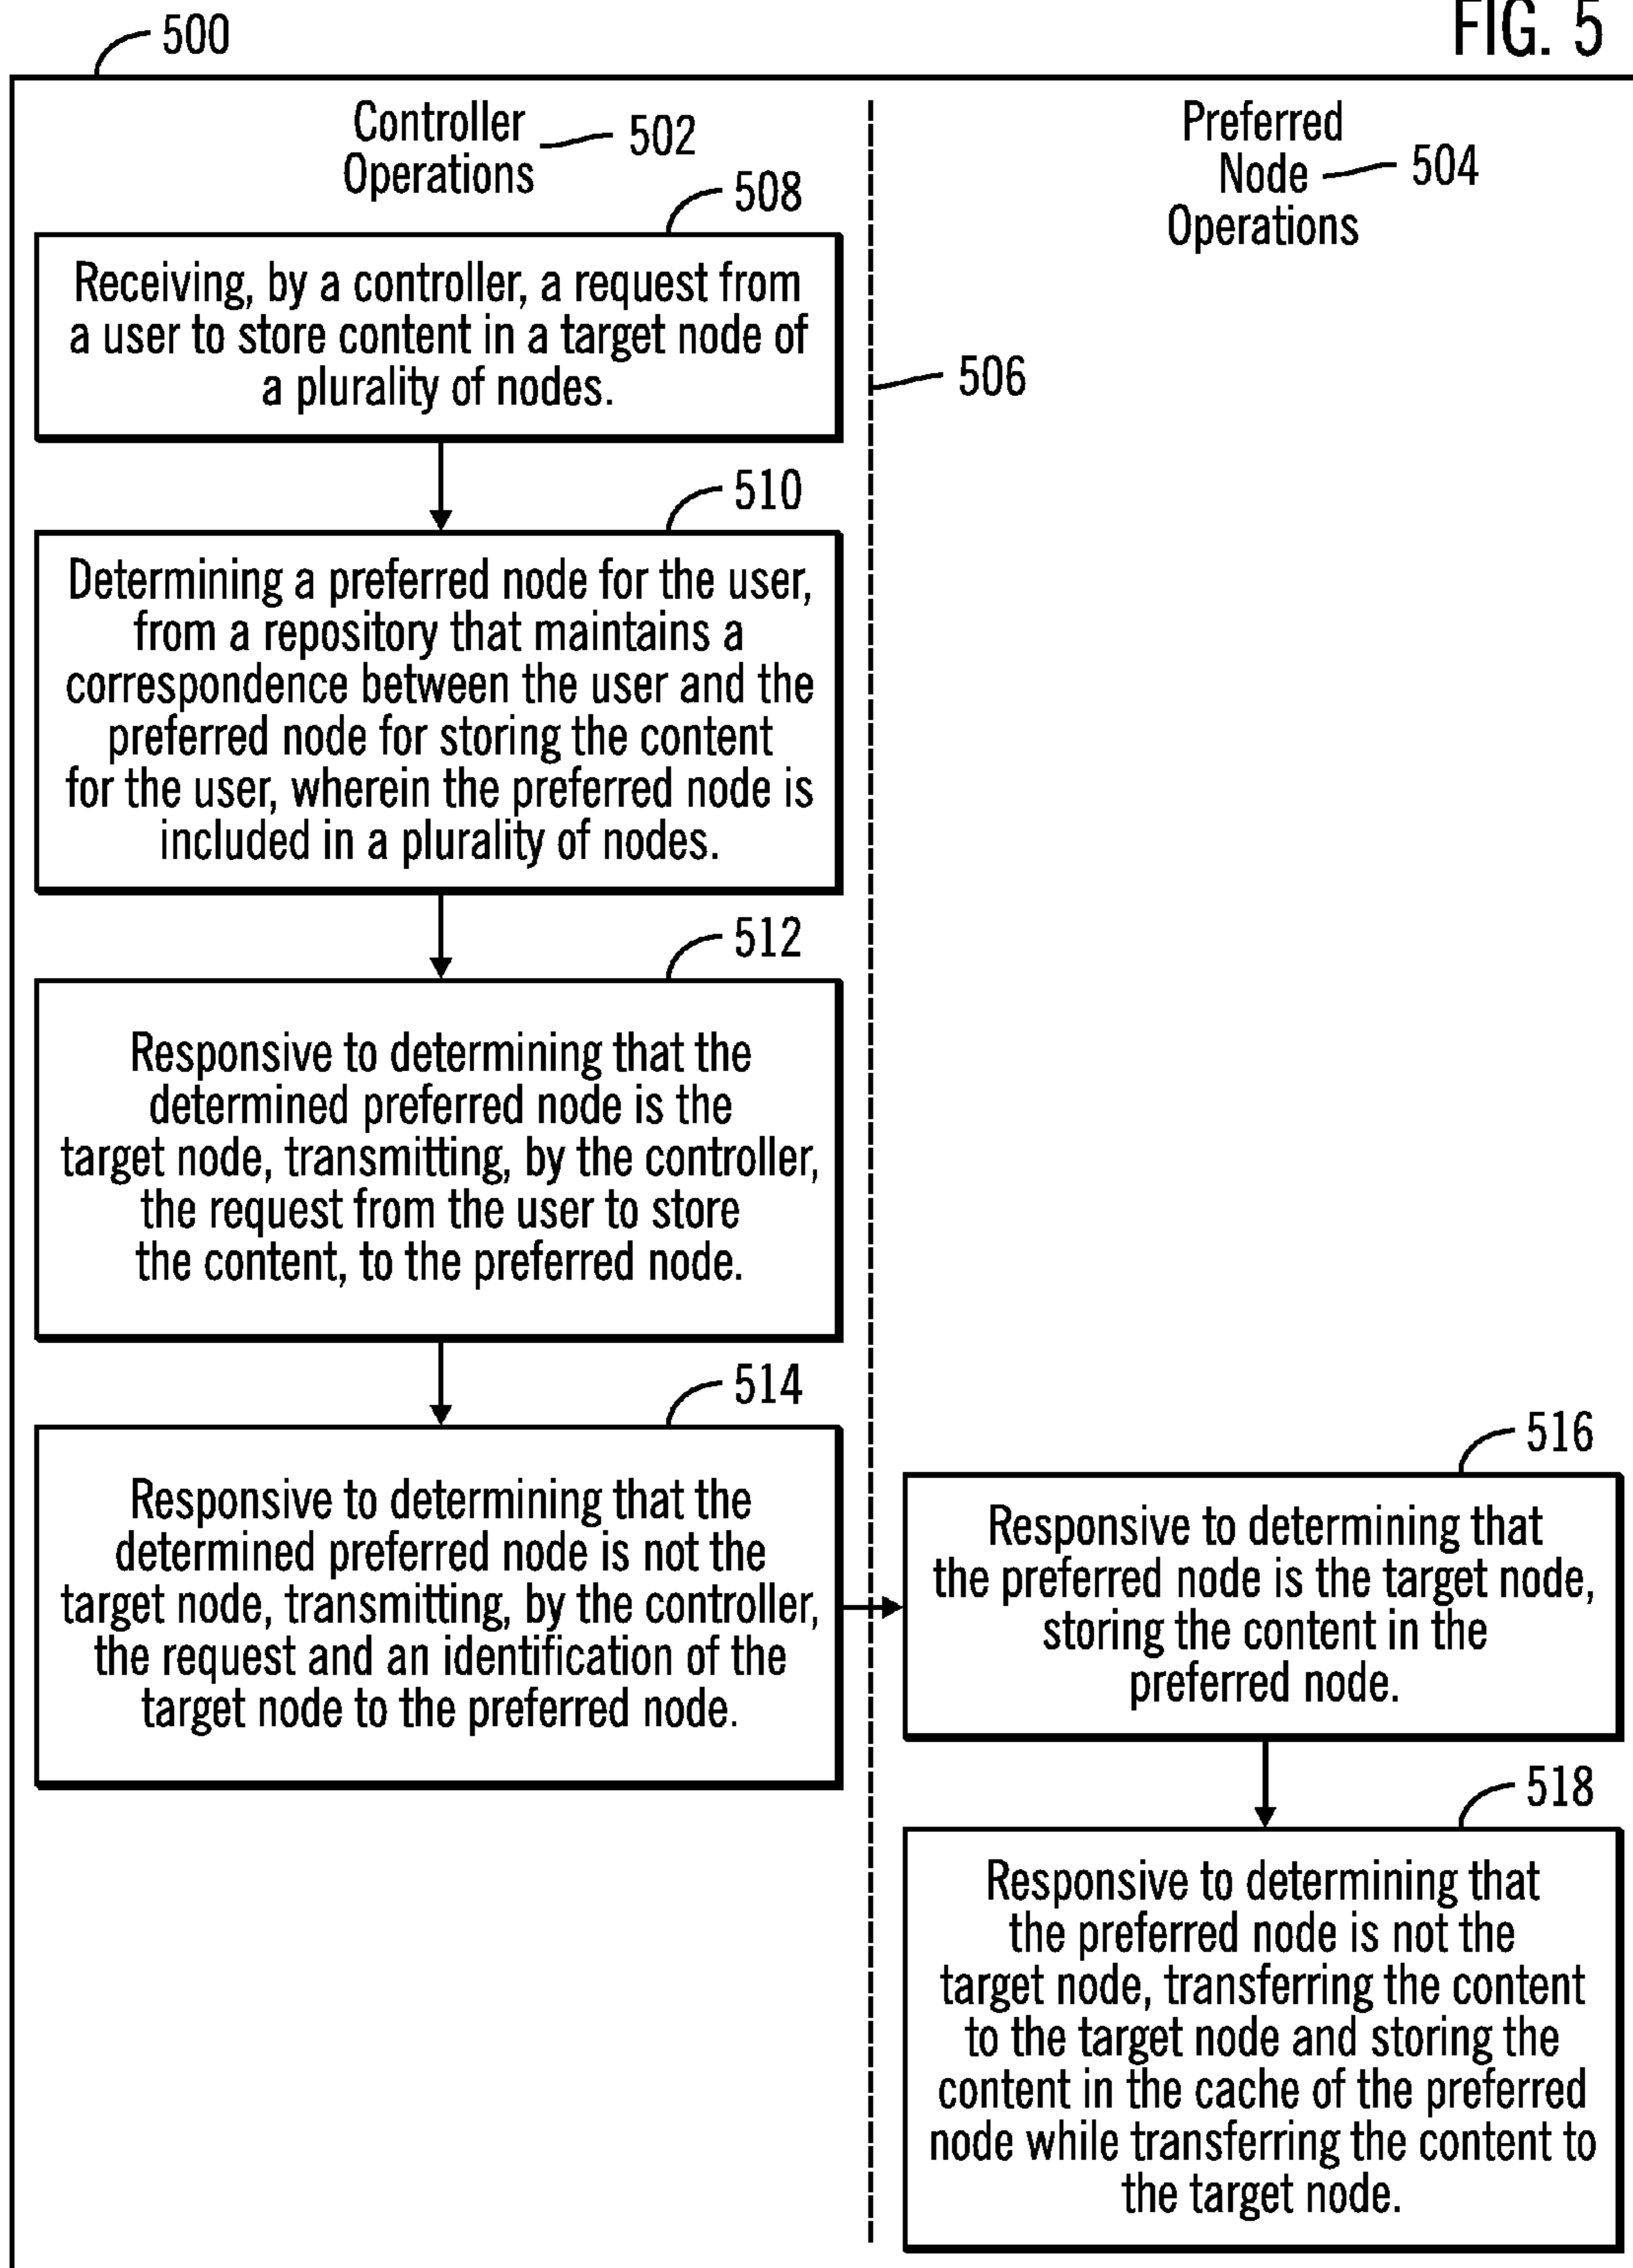 FIG. 5
500
Controller
Operations
502
Preferred
Node
Operations
504
506
508
Receiving, by a controller, a request from
a user to store content in a target node of
a plurality of nodes.
510
Determining a preferred node for the user,
from a repository that maintains a
correspondence between the user and the
preferred node for storing the content
for the user, wherein the preferred node is
included in a plurality of nodes.
512
Responsive to determining that the
determined preferred node is the
target node, transmitting, by the controller,
the request from the user to store
the content, to the preferred node.
514
Responsive to determining that the
determined preferred node is not the
target node, transmitting, by the controller,
the request and an identification of the
target node to the preferred node.
516
Responsive to determining that
the preferred node is the target node,
storing the content in the
preferred node.
518
Responsive to determining that
the preferred node is not the
target node, transferring the content
to the target node and storing the
content in the cache of the preferred
node while transferring the content to
the target node.